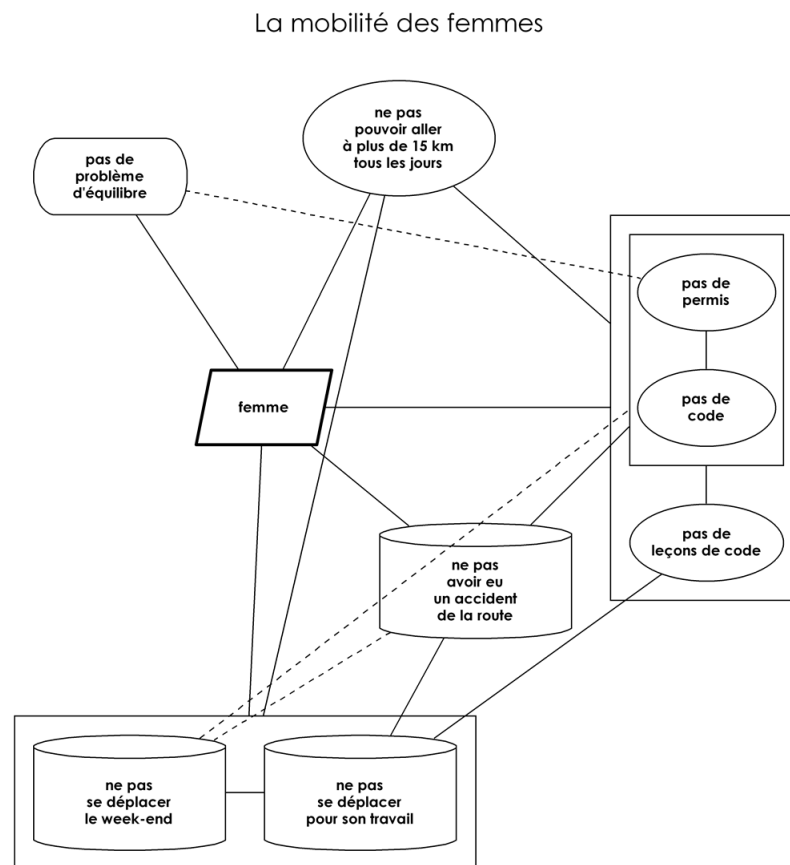 La mobilité des femmes
ne pas
pouvoir aller
à plus de 15 km
tous les jours
pas de
problème
d'équilibre
pas de
permis
femme
pas de
code
pas de
leçons de code
ne pas
avoir eu
un accident
de la route
ne pas
se déplacer
le week-end
ne pas
se déplacer
pour son travail